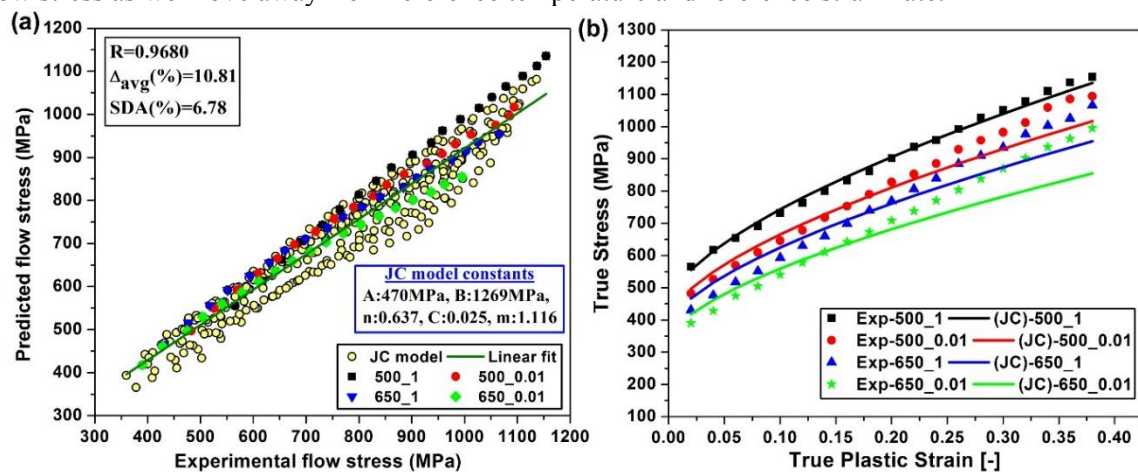 (a)
R=0.9680
Δavg(%)=10.81
SDA(%)=6.78
JC model constants
A:470MPa, B:1269MPa,
n:0.637, C:0.025, m:1.116
JC model Linear fit
500_1 500_0.01
650_1 650_0.01
Predicted flow stress (MPa)
1200
1100
1000
900
800
700
600
500
400
300
300 400 500 600 700 800 900 1000 1100 1200
Experimental flow stress (MPa)
(b)
True Stress (MPa)
1300
1200
1100
1000
900
800
700
600
500
400
300
200
100
Exp-500_1 (JC)-500_1
Exp-500_0.01 (JC)-500_0.01
Exp-650_1 (JC)-650_1
Exp-650_0.01 (JC)-650_0.01
0.00 0.05 0.10 0.15 0.20 0.25 0.30 0.35 0.40
True Plastic Strain [-]